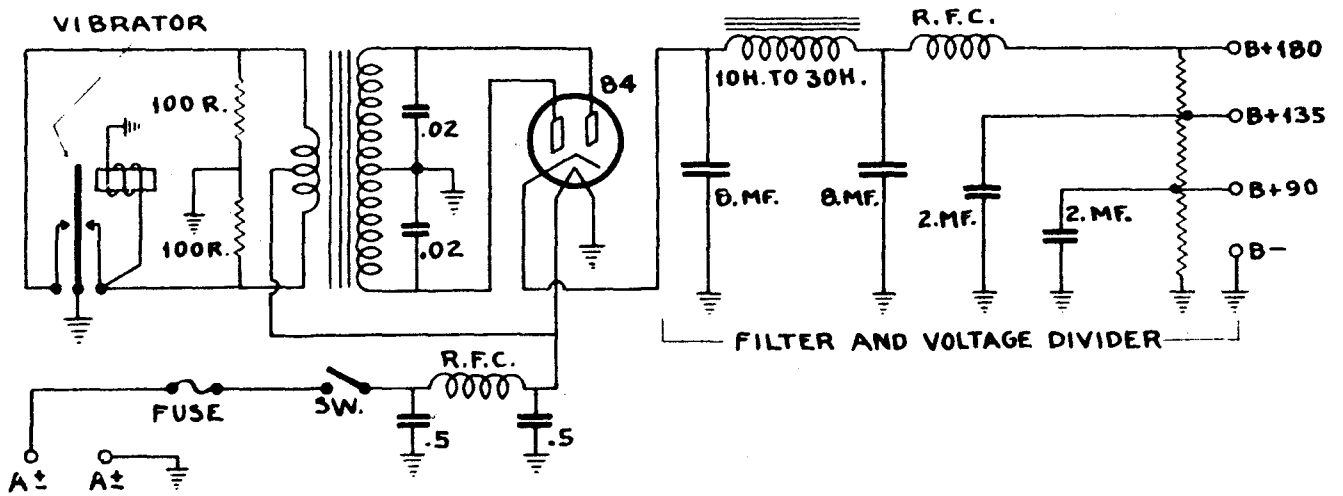 VIBRATOR
R.F.C.
B+180
84
10H. TO 30H.
100 R.
.02
B+135
8.MF.
8.MF.
2.MF.
2.MF.
B+90
100R.
.02
B-
FILTER AND VOLTAGE DIVIDER
R.F.C.
FUSE
SW.
.5
.5
A±
A±